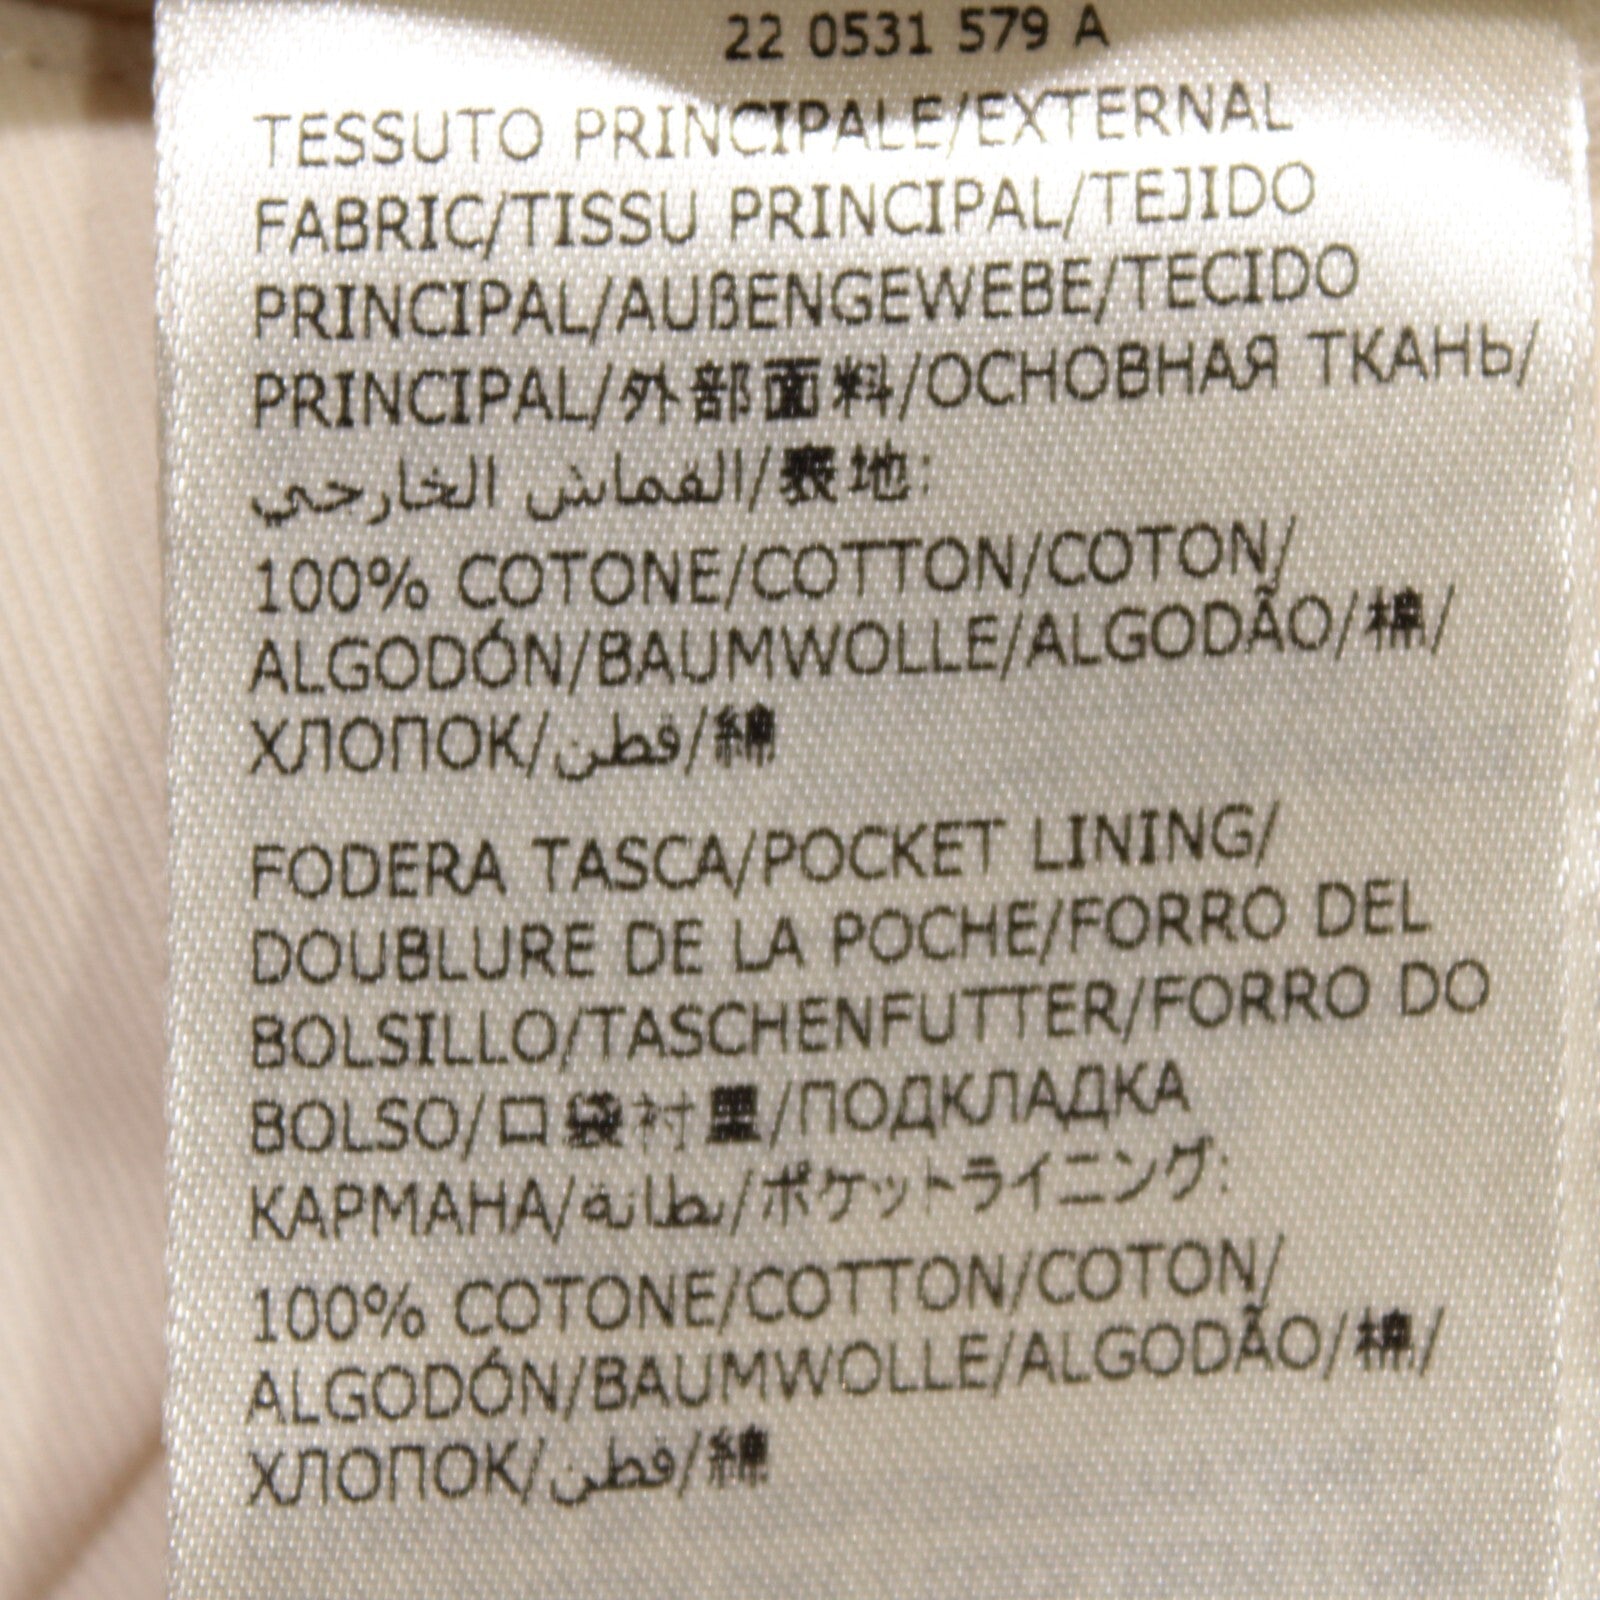 22 0531 579 A
TESSUTO PRINCIPALE/EXTERNAL
FABRIC/TISSU PRINCIPAL/TEJIDO
PRINCIPAL/AUßENGEWEBE/TECIDO
PRINCIPAL/外部面料/ОСНОВНАЯ ТКАНЬ/
القماش الخارجي/表地:
100% COTONE/COTTON/COTON/
ALGODÓN/BAUMWOLLE/ALGODÃO/棉/
ХЛОПОК/قطن/綿
FODERA TASCA/POCKET LINING/
DOUBLURE DE LA POCHE/FORRO DEL
BOLSILLO/TASCHENFUTTER/FORRO DO
BOLSO/口袋衬里/ПОДКЛАДКА
КАРМАНА/بطانة/ポケットライニング:
100% COTONE/COTTON/COTON/
ALGODÓN/BAUMWOLLE/ALGODÃO/棉/
ХЛОПОК/قطن/綿